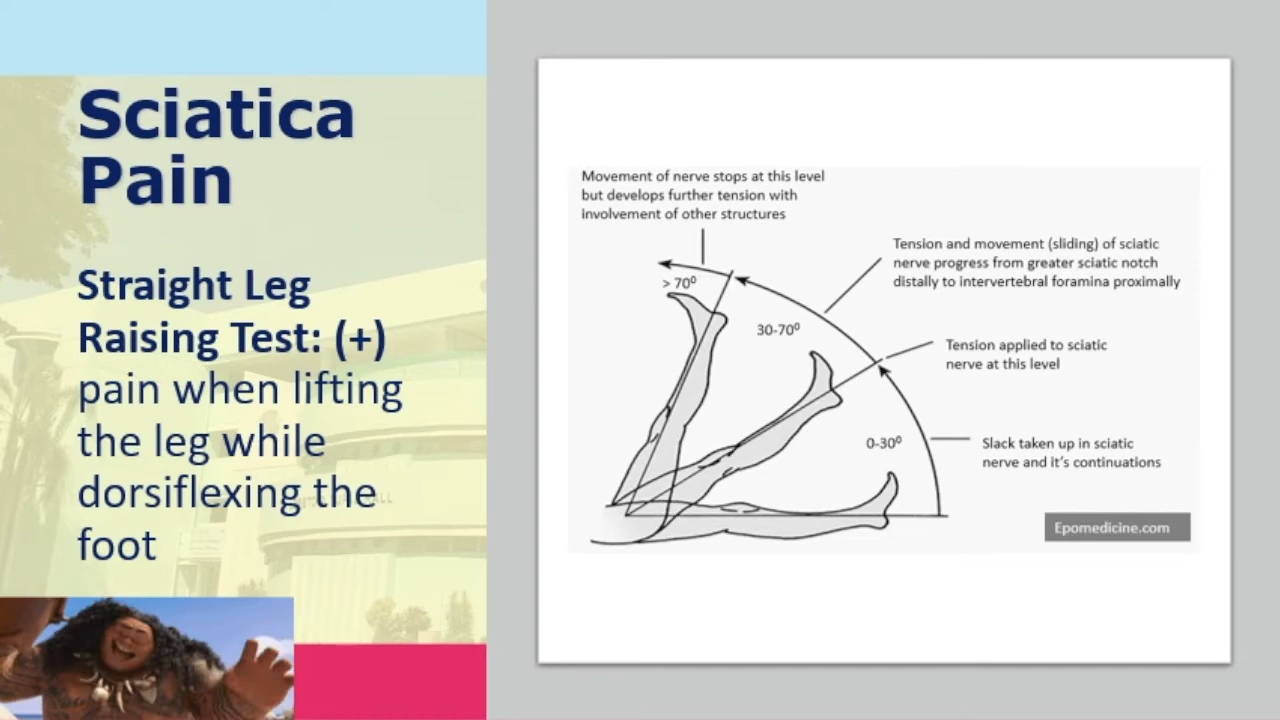 Sciatica
Pain
Straight Leg
Raising Test: (+)
pain when lifting
the leg while
dorsiflexing the
foot
Movement of nerve stops at this level
but develops further tension with
involvement of other structures
Tension and movement (sliding) of sciatic
nerve progress from greater sciatic notch
distally to intervertebral foramina proximally
> 70⁰
30-70⁰
Tension applied to sciatic
nerve at this level
0-30⁰
Slack taken up in sciatic
nerve and it's continuations
Epomedicine.com